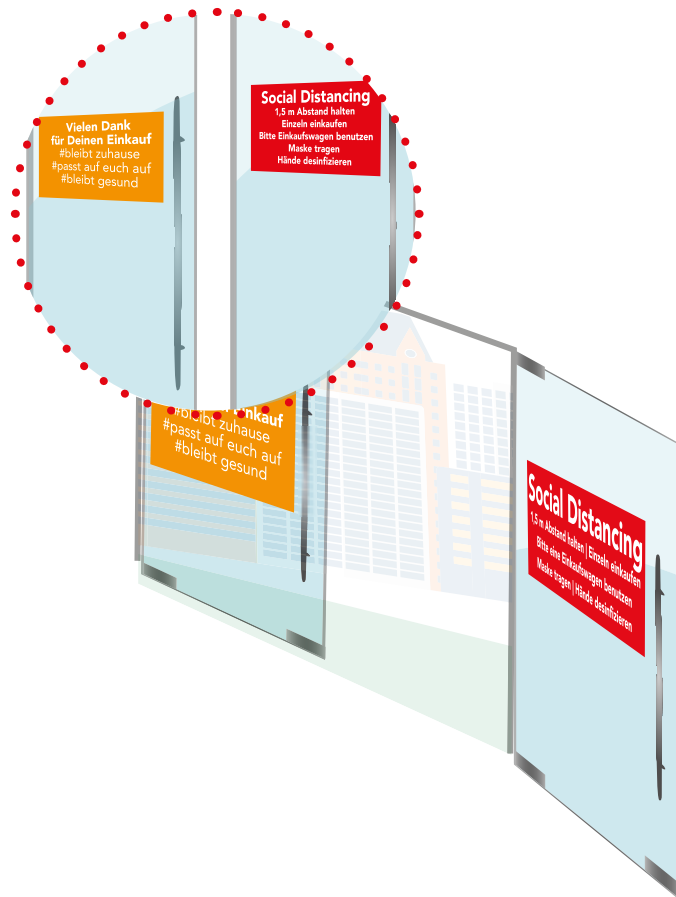 Vielen Dank
für Deinen Einkauf
#bleibt zuhause
#passt auf euch auf
#bleibt gesund
Social Distancing
1,5 m Abstand halten
Einzeln einkaufen
Bitte Einkaufswagen benutzen
Maske tragen
Hände desinfizieren
#bleibt zuhause
#passt auf euch auf
#bleibt gesund
Social Distancing
1,5 m Abstand halten | Einzeln einkaufen
Bitte eine Einkaufswagen benutzen
Maske tragen | Hände desinfizieren